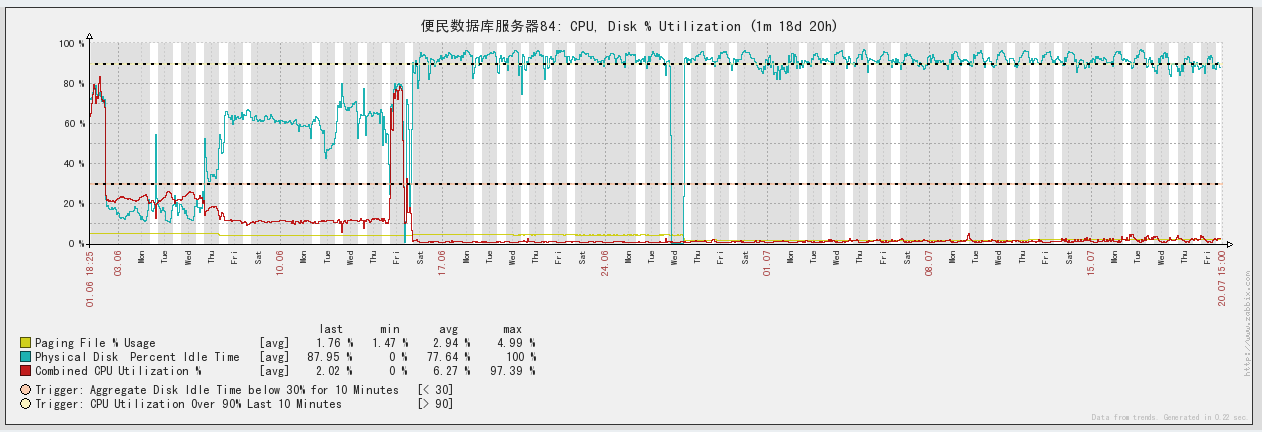 便民数据库服务器84: CPU, Disk % Utilization (1m 18d 20h)
100 %
80 %
60 %
40 %
20 %
0 %
01.06 18:25 03.06 Mon Tue Wed Thu Fri Sat 10.06 Mon Tue Wed Thu Fri Sat 17.06 Mon Tue Wed Thu Fri Sat 24.06 Mon Tue Wed Thu Fri Sat 01.07 Mon Tue Wed Thu Fri Sat 08.07 Mon Tue Wed Thu Fri Sat 15.07 Mon Tue Wed Thu Fri 20.07 15:00
last min avg max
Paging File % Usage [avg] 1.76 % 1.47 % 2.94 % 4.99 %
Physical Disk Percent Idle Time [avg] 87.95 % 0 % 77.64 % 100 %
Combined CPU Utilization % [avg] 2.02 % 0 % 6.27 % 97.39 %
Trigger: Aggregate Disk Idle Time below 30% for 10 Minutes [< 30]
Trigger: CPU Utilization Over 90% Last 10 Minutes [> 90]
http://www.zabbix.com
Data from trends. Generated in 0.22 sec